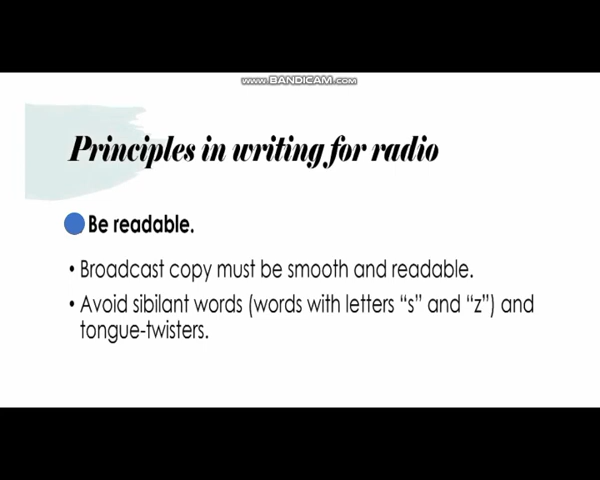 www.BANDICAM.com
Principles in writing for radio
Be readable.
• Broadcast copy must be smooth and readable.
• Avoid sibilant words (words with letters “s” and “z”) and
tongue-twisters.